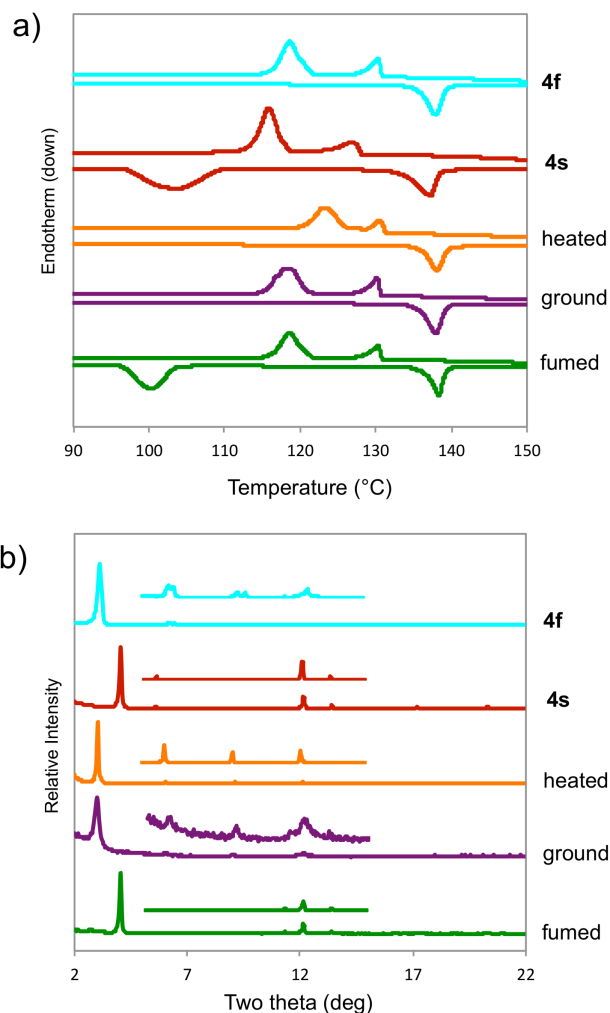 a)
4f
4s
heated
ground
fumed
Endotherm (down)
90 100 110 120 130 140 150
Temperature (°C)
b)
4f
4s
heated
ground
fumed
Relative Intensity
2 7 12 17 22
Two theta (deg)